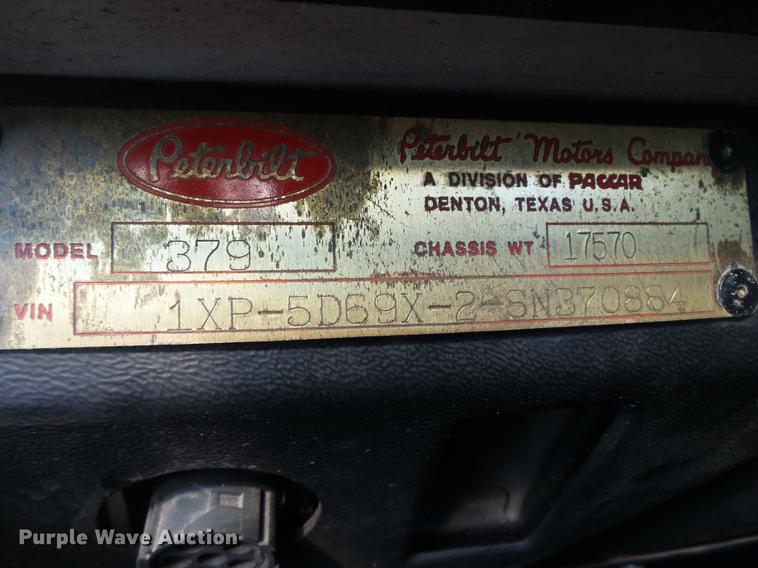 Peterbilt
Peterbilt Motors Company
A DIVISION OF PACCAR
DENTON, TEXAS U.S.A.
MODEL 379 CHASSIS WT 17570
VIN 1XP-5D69X-2-SN370884
Purple Wave Auction